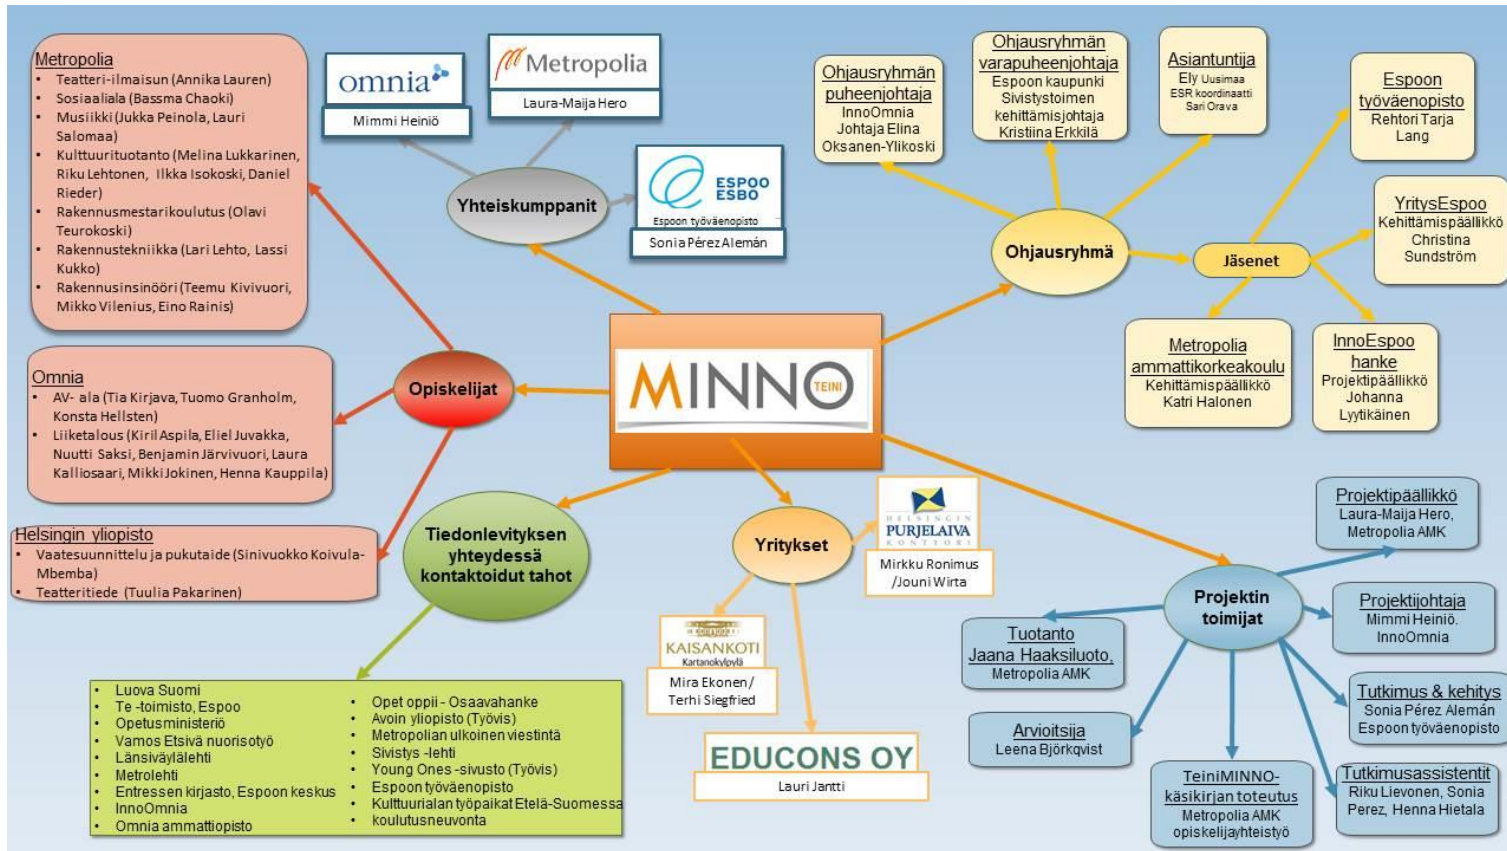 Metropolia
• Teatteri-ilmaisun (Annika Lauren)
• Sosiaaliala (Bassma Chaoki)
• Musiikki (Jukka Peinola, Lauri
Salomaa)
• Kulttuurituotanto (Melina Lukkarinen,
Riku Lehtonen, Ilkka Isokoski, Daniel
Rieder)
• Rakennusmestarikoulutus (Olavi
Teurokoski)
• Rakennustekniikka (Lari Lehto, Lassi
Kukko)
• Rakennusinsinööri (Teemu Kivivuori,
Mikko Vilenius, Eino Rainis)
Omnia
• AV- ala (Tia Kirjava, Tuomo Granholm,
Konsta Hellsten)
• Liiketalous (Kiril Aspila, Eliel Juvakka,
Nuutti Saksi, Benjamin Järvivuori, Laura
Kalliosaari, Mikki Jokinen, Henna Kauppila)
Helsingin yliopisto
• Vaatesuunnittelu ja pukutaide (Sinivuokko Koivula-
Mbemba)
• Teatteritiede (Tuulia Pakarinen)
Opiskelijat
omnia
Mimmi Heiniö
Metropolia
Laura-Maija Hero
ESPOO
ESBO
Espoon työväenopisto
Sonia Pérez Alemán
Yhteiskumppanit
MINNO
TEINI
Ohjausryhmän
puheenjohtaja
InnoOmnia
Johtaja Elina
Oksanen-Ylikoski
Ohjausryhmän
varapuheenjohtaja
Espoon kaupunki
Sivistystoimen
kehittämisjohtaja
Kristiina Erkkilä
Asiantuntija
Ely Uusimaa
ESR koordinaatti
Sari Orava
Ohjausryhmä
Jäsenet
Espoon
työväenopisto
Rehtori Tarja
Lang
YritysEspoo
Kehittämispäällikkö
Christina
Sundström
Metropolia
ammattikorkeakoulu
Kehittämispäällikkö
Katri Halonen
InnoEspoo
hanke
Projektipäällikkö
Johanna
Lyytikäinen
Tiedonlevityksen
yhteydessä
kontaktoidut tahot
• Luova Suomi
• Te -toimisto, Espoo
• Opetusministeriö
• Vamos Etsivä nuorisotyö
• Länsiväylälehti
• Metrolehti
• Entressen kirjasto, Espoon keskus
• InnoOmnia
• Omnia ammattiopisto
• Opet oppii - Osaavahanke
• Avoin yliopisto (Työvis)
• Metropolian ulkoinen viestintä
• Sivistys -lehti
• Young Ones -sivusto (Työvis)
• Espoon työväenopisto
• Kulttuurialan työpaikat Etelä-Suomessa
• koulutusneuvonta
Yritykset
HELSINGIN
PURJELAIVA
KONTTORI
Mirkku Ronimus
/Jouni Wirta
KAISANKOTI
Kartanokylpylä
Mira Ekonen/
Terhi Siegfried
EDUCONS OY
Lauri Jantti
Projektin
toimijat
Projektipäällikkö
Laura-Maija Hero,
Metropolia AMK
Projektijohtaja
Mimmi Heiniö.
InnoOmnia
Tuotanto
Jaana Haaksiluoto,
Metropolia AMK
Tutkimus & kehitys
Sonia Pérez Alemán
Espoon työväenopisto
Arvioitsija
Leena Björkqvist
TeiniMINNO-
käsikirjan toteutus
Metropolia AMK
opiskelijayhteistyö
Tutkimusassistentit
Riku Lievonen, Sonia
Perez, Henna Hietala